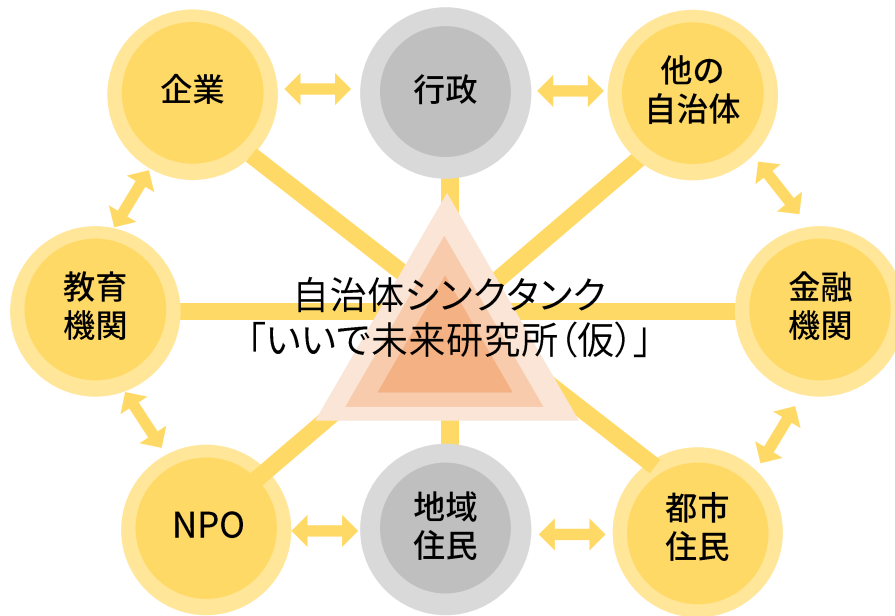 企業
行政
他の
自治体
教育
機関
自治体シンクタンク
「いいで未来研究所(仮)」
金融
機関
NPO
地域
住民
都市
住民